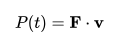 P(t) = F · v